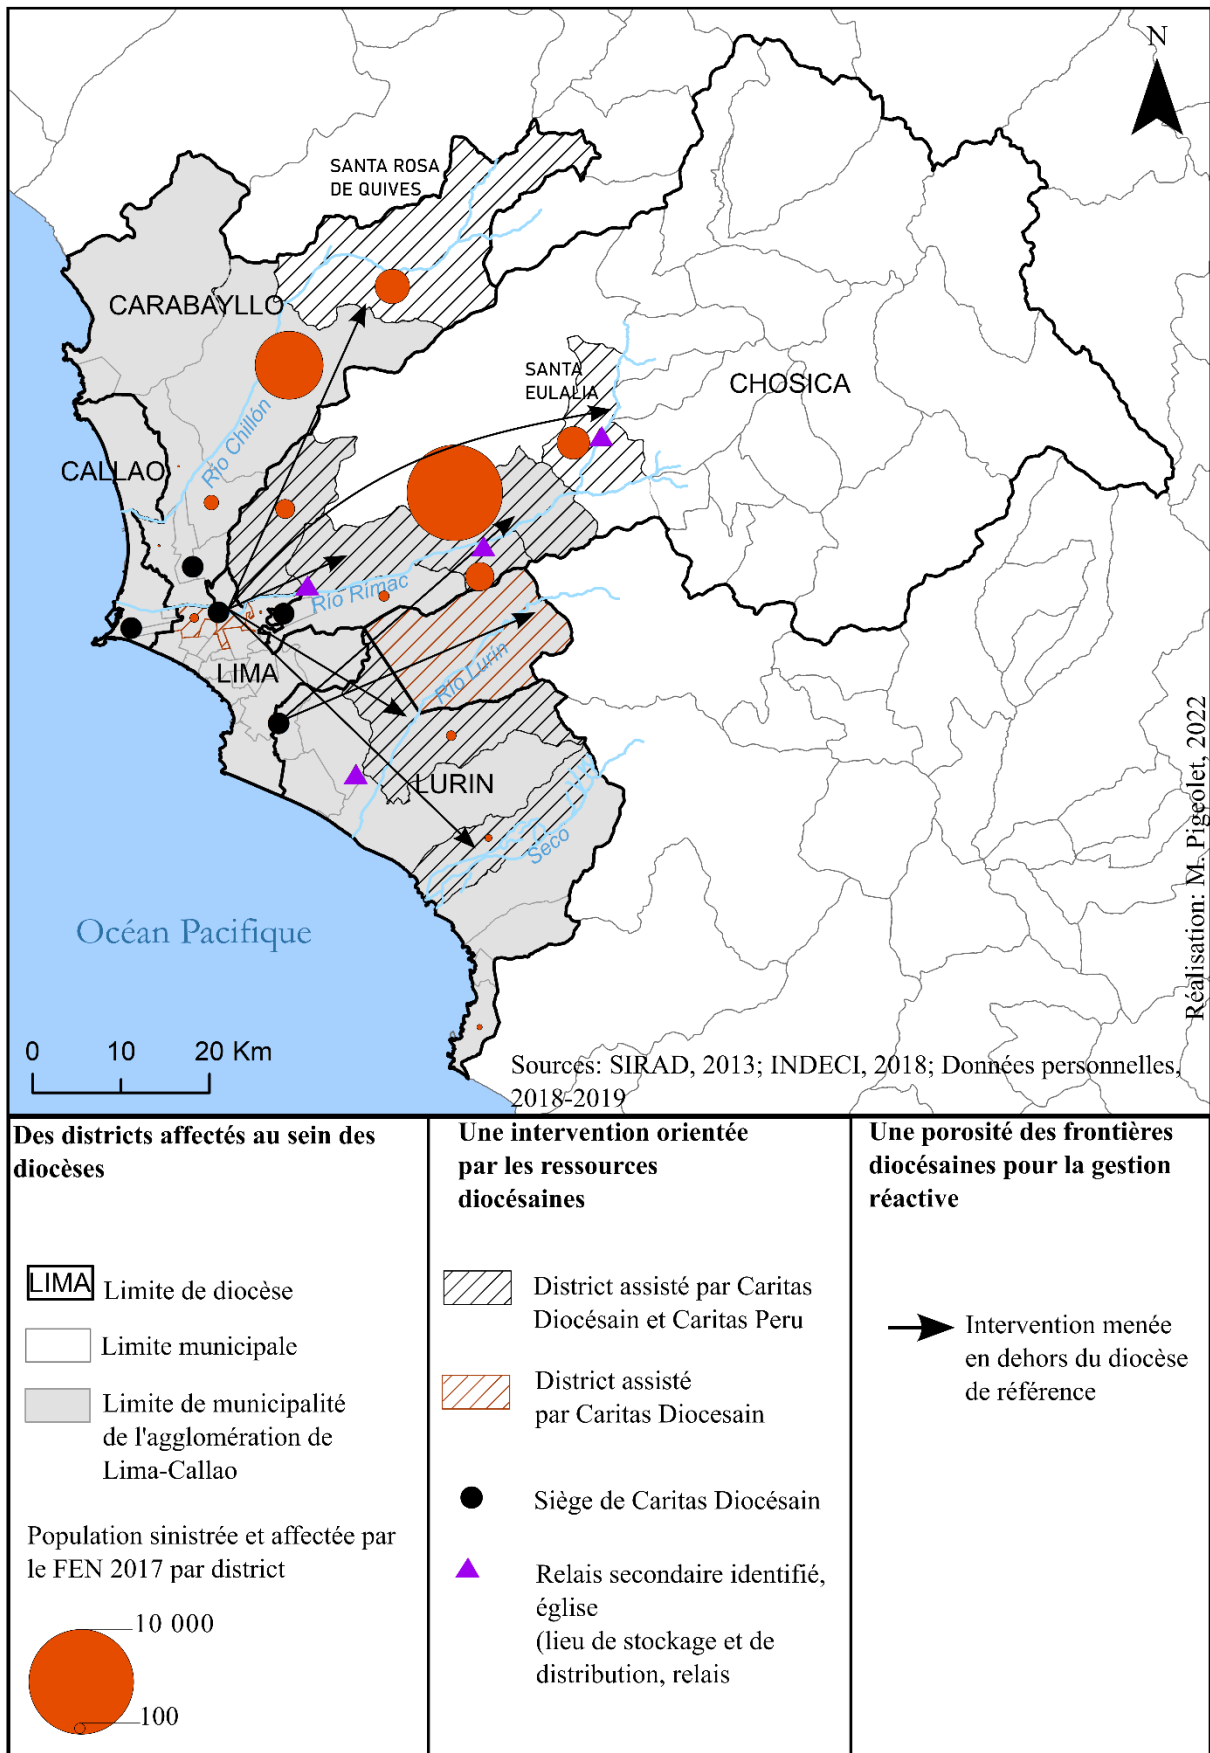 N
SANTA ROSA
DE QUIVES
CARABAYLLO
SANTA
EULALIA
CHOSICA
Río Chillón
CALLAO
Río Rímac
LIMA
Río Lurín
LURIN
Seco
Océan Pacifique
0 10 20 Km
Réalisation: M. Pigeolet, 2022
Sources: SIRAD, 2013; INDECI, 2018; Données personnelles,
2018-2019
Des districts affectés au sein des
diocèses
LIMA Limite de diocèse
Limite municipale
Limite de municipalité
de l'agglomération de
Lima-Callao
Population sinistrée et affectée par
le FEN 2017 par district
10 000
100
Une intervention orientée
par les ressources
diocésaines
District assisté par Caritas
Diocésain et Caritas Peru
District assisté
par Caritas Diocesain
Siège de Caritas Diocésain
Relais secondaire identifié,
église
(lieu de stockage et de
distribution, relais
Une porosité des frontières
diocésaines pour la gestion
réactive
Intervention menée
en dehors du diocèse
de référence